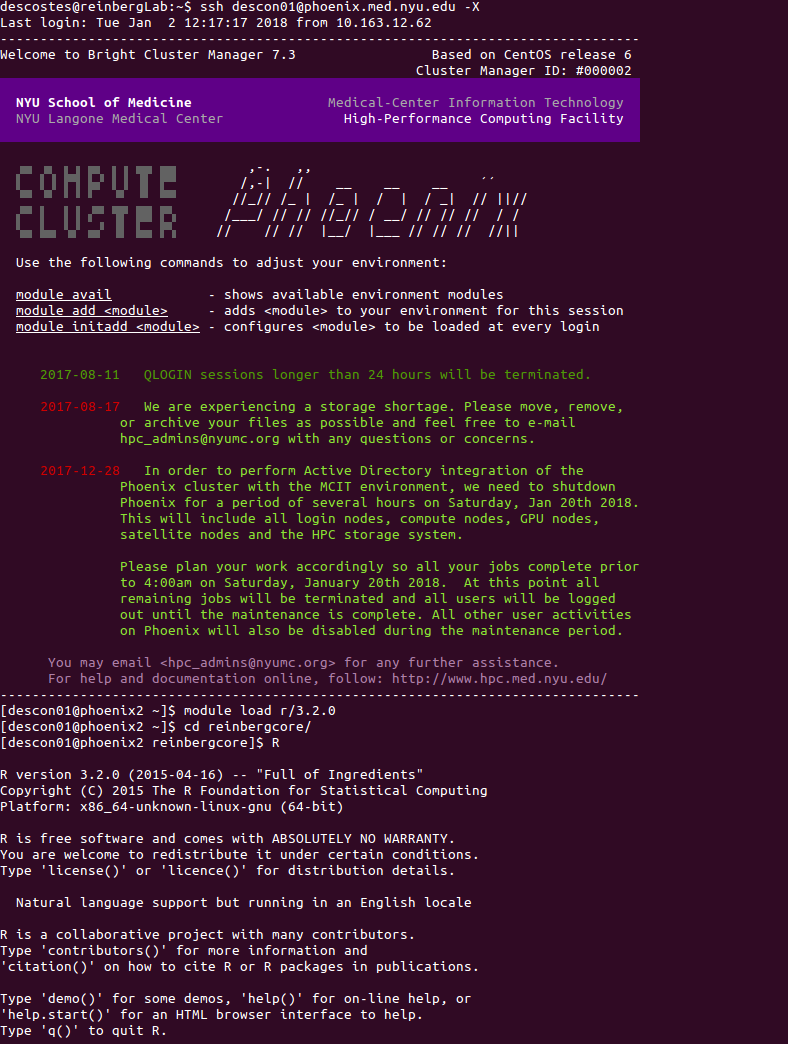 descostes@reinbergLab:~$ ssh descon01@phoenix.med.nyu.edu -X
Last login: Tue Jan  2 12:17:17 2018 from 10.163.12.62
--------------------------------------------------------------------------------
Welcome to Bright Cluster Manager 7.3                 Based on CentOS release 6
                                                    Cluster Manager ID: #000002
NYU School of Medicine                 Medical-Center Information Technology
NYU Langone Medical Center               High-Performance Computing Facility
COMPUTE
CLUSTER
Use the following commands to adjust your environment:
module avail            - shows available environment modules
module add <module>     - adds <module> to your environment for this session
module initadd <module> - configures <module> to be loaded at every login
2017-08-11   QLOGIN sessions longer than 24 hours will be terminated.
2017-08-17   We are experiencing a storage shortage. Please move, remove,
or archive your files as possible and feel free to e-mail
hpc_admins@nyumc.org with any questions or concerns.
2017-12-28   In order to perform Active Directory integration of the
Phoenix cluster with the MCIT environment, we need to shutdown
Phoenix for a period of several hours on Saturday, Jan 20th 2018.
This will include all login nodes, compute nodes, GPU nodes,
satellite nodes and the HPC storage system.
Please plan your work accordingly so all your jobs complete prior
to 4:00am on Saturday, January 20th 2018.  At this point all
remaining jobs will be terminated and all users will be logged
out until the maintenance is complete. All other user activities
on Phoenix will also be disabled during the maintenance period.
You may email <hpc_admins@nyumc.org> for any further assistance.
For help and documentation online, follow: http://www.hpc.med.nyu.edu/
--------------------------------------------------------------------------------
[descon01@phoenix2 ~]$ module load r/3.2.0
[descon01@phoenix2 ~]$ cd reinbergcore/
[descon01@phoenix2 reinbergcore]$ R
R version 3.2.0 (2015-04-16) -- "Full of Ingredients"
Copyright (C) 2015 The R Foundation for Statistical Computing
Platform: x86_64-unknown-linux-gnu (64-bit)
R is free software and comes with ABSOLUTELY NO WARRANTY.
You are welcome to redistribute it under certain conditions.
Type 'license()' or 'licence()' for distribution details.
Natural language support but running in an English locale
R is a collaborative project with many contributors.
Type 'contributors()' for more information and
'citation()' on how to cite R or R packages in publications.
Type 'demo()' for some demos, 'help()' for on-line help, or
'help.start()' for an HTML browser interface to help.
Type 'q()' to quit R.